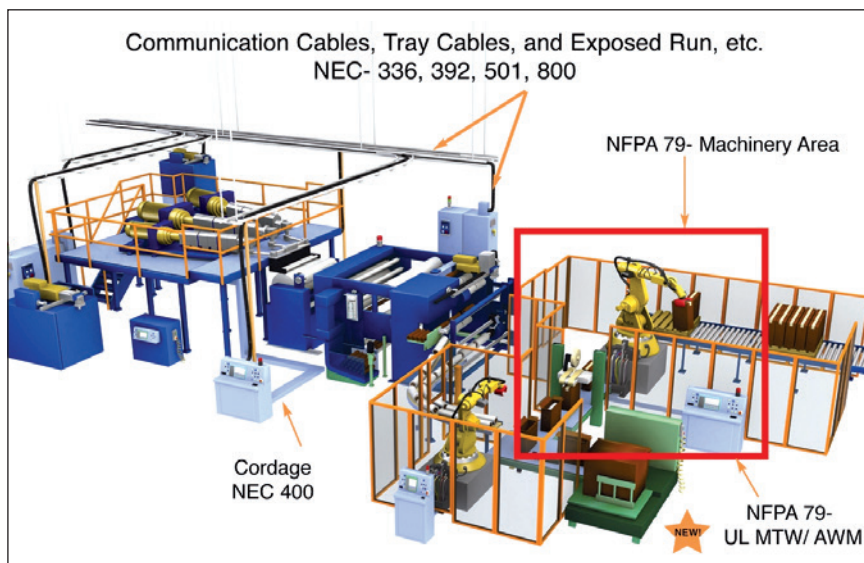 Communication Cables, Tray Cables, and Exposed Run, etc.
NEC- 336, 392, 501, 800
NFPA 79- Machinery Area
Cordage
NEC 400
NFPA 79-
UL MTW/ AWM
NEW!